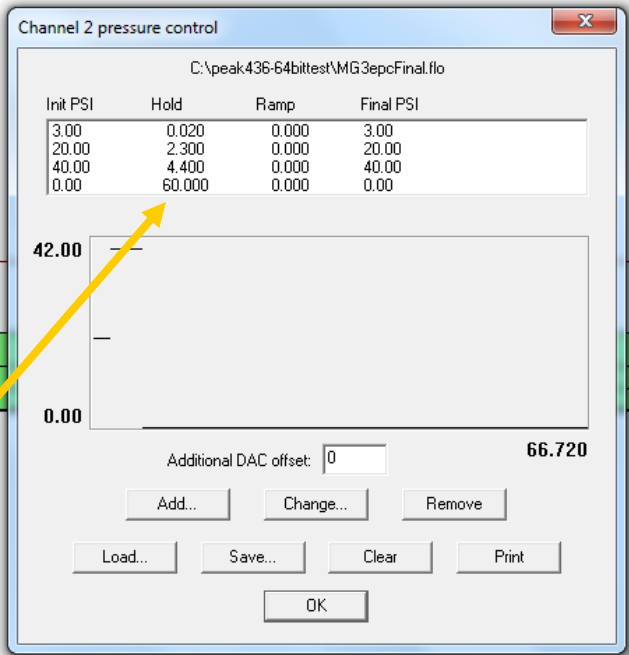 Channel 2 pressure control
C:\peak436-64bittest\MG3epcFinal.flo
Init PSI Hold Ramp Final PSI
3.00 0.020 0.000 3.00
20.00 2.300 0.000 20.00
40.00 4.400 0.000 40.00
0.00 60.000 0.000 0.00
42.00
0.00
66.720
Additional DAC offset: 0
Add... Change... Remove
Load... Save... Clear Print
OK